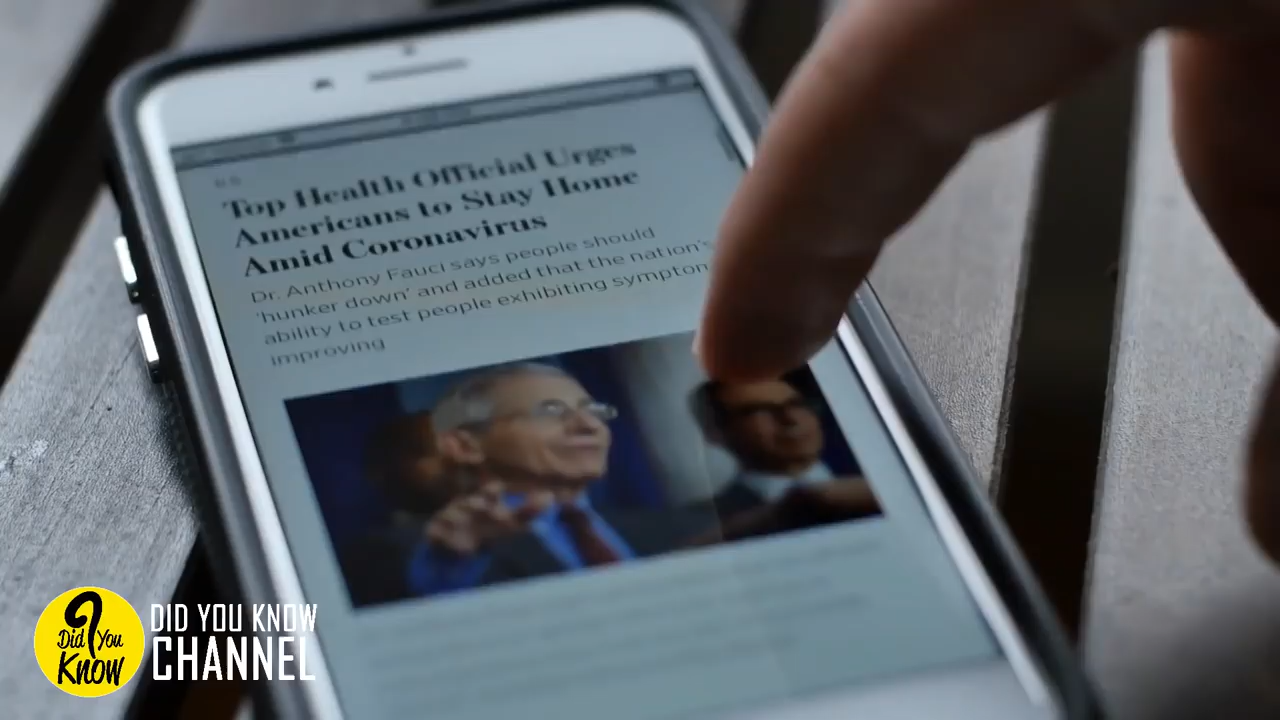 U.S.
Top Health Official Urges
Americans to Stay Home
Amid Coronavirus
Dr. Anthony Fauci says people should
'hunker down' and added that the nation's
ability to test people exhibiting symptom
improving
Did You
Know
DID YOU KNOW
CHANNEL